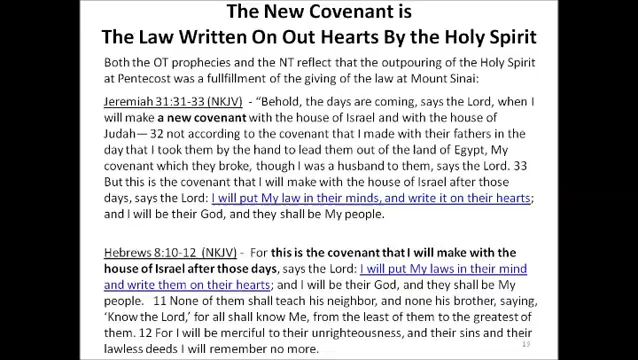 The New Covenant is
The Law Written On Out Hearts By the Holy Spirit
Both the OT prophecies and the NT reflect that the outpouring of the Holy Spirit
at Pentecost was a fullfillment of the giving of the law at Mount Sinai:
Jeremiah 31:31-33 (NKJV) - “Behold, the days are coming, says the Lord, when I
will make a new covenant with the house of Israel and with the house of
Judah— 32 not according to the covenant that I made with their fathers in the
day that I took them by the hand to lead them out of the land of Egypt, My
covenant which they broke, though I was a husband to them, says the Lord. 33
But this is the covenant that I will make with the house of Israel after those
days, says the Lord: I will put My law in their minds, and write it on their hearts;
and I will be their God, and they shall be My people.
Hebrews 8:10-12 (NKJV) - For this is the covenant that I will make with the
house of Israel after those days, says the Lord: I will put My laws in their mind
and write them on their hearts; and I will be their God, and they shall be My
people. 11 None of them shall teach his neighbor, and none his brother, saying,
‘Know the Lord,’ for all shall know Me, from the least of them to the greatest of
them. 12 For I will be merciful to their unrighteousness, and their sins and their
lawless deeds I will remember no more.
19